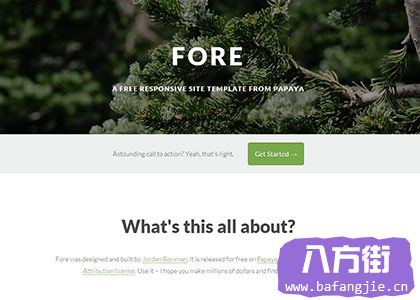 FORE
A FREE RESPONSIVE SITE TEMPLATE FROM PAPAYA
Astounding call to action? Yeah, that's right.
Get Started →
What's this all about?
Fore was designed and built by Jordan Bowman. It is released for free on Papaya
Attribution license. Use it – I hope you make millions of dollars and find
八方街
www.bafangjie.cn